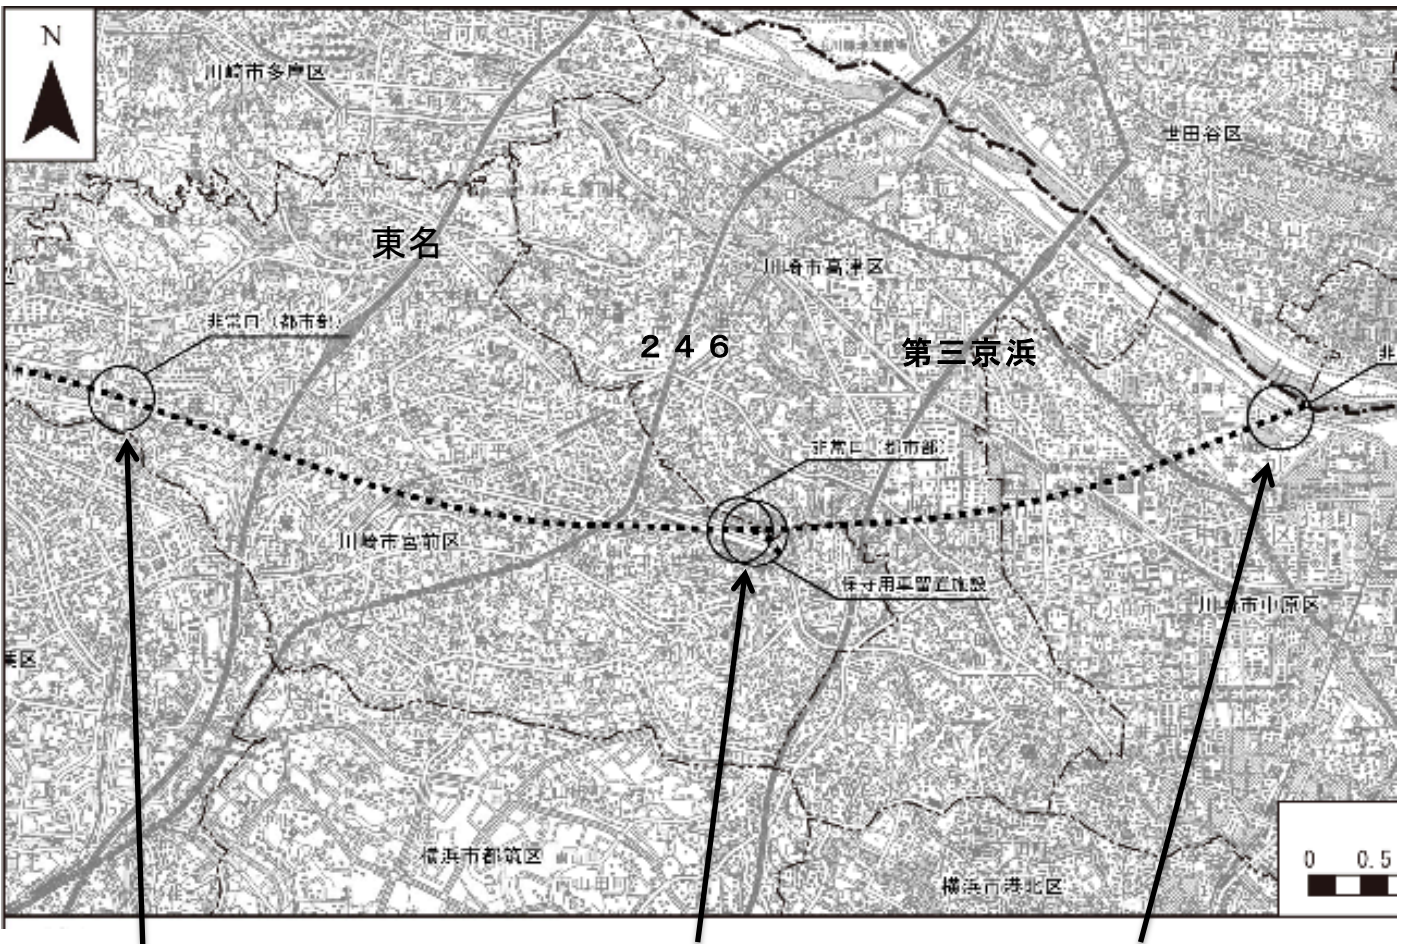 N
川崎市多摩区
世田谷区
東名
川崎市高津区
非常口（都市部）
２４６
第三京浜
非
非常口（都市部）
川崎市宮前区
保守用車留置施設
川崎市中原区
葉区
横浜市都筑区
横浜市港北区
0 0.5